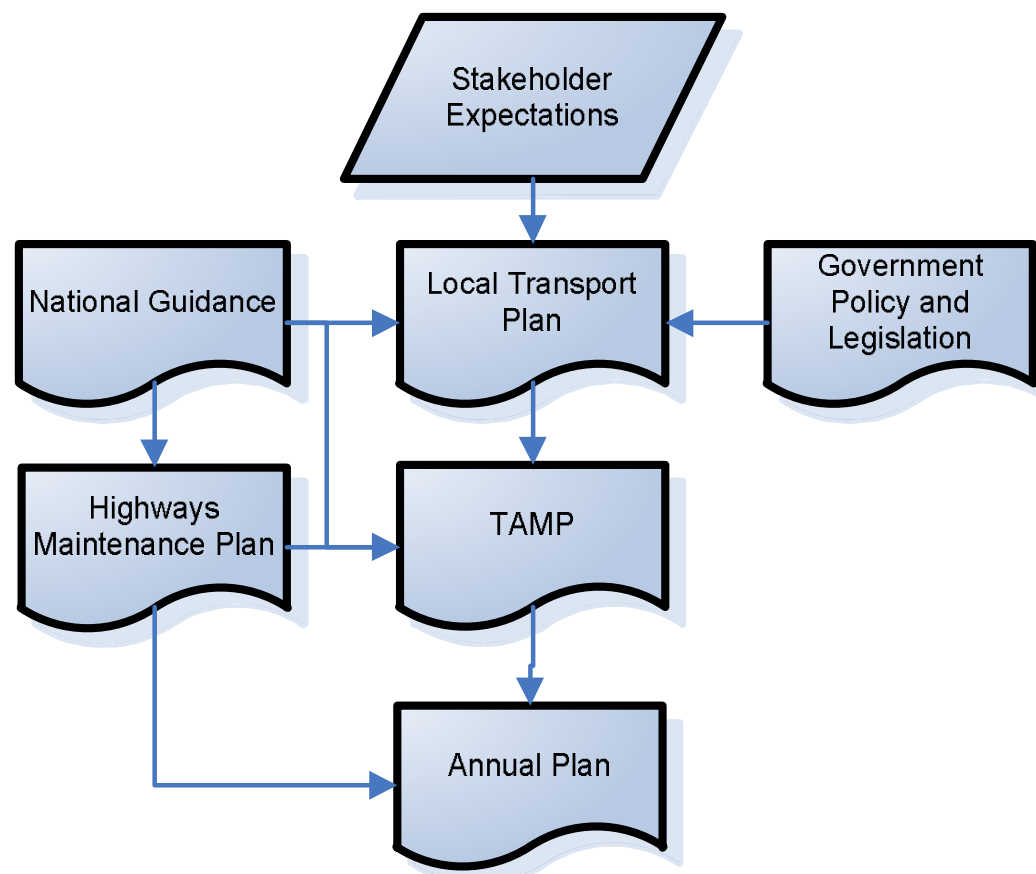 Stakeholder
Expectations
National Guidance
Local Transport
Plan
Government
Policy and
Legislation
Highways
Maintenance Plan
TAMP
Annual Plan